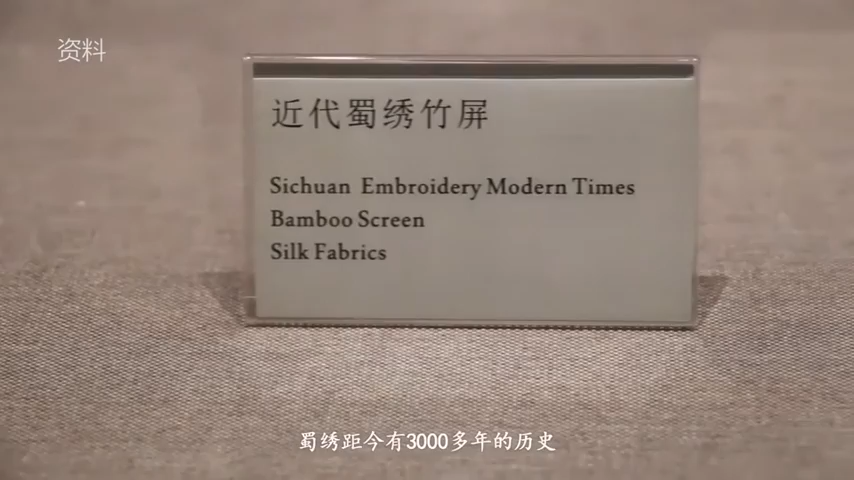 资料
近代蜀绣竹屏
Sichuan Embroidery Modern Times
Bamboo Screen
Silk Fabrics
蜀绣距今有3000多年的历史